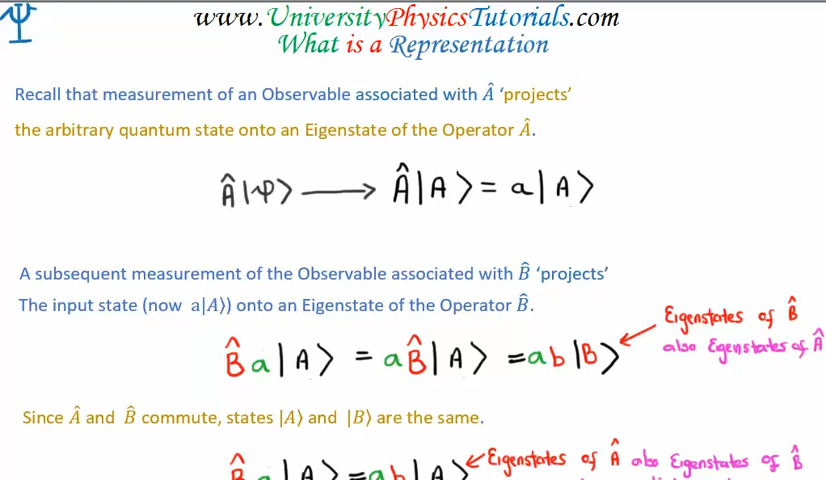 www.UniversityPhysicsTutorials.com
What is a Representation
Recall that measurement of an Observable associated with Â ‘projects’
the arbitrary quantum state onto an Eigenstate of the Operator Â.
Â|ψ⟩ ⟶ Â|A⟩ = a|A⟩
A subsequent measurement of the Observable associated with B̂ ‘projects’
The input state (now a|A⟩) onto an Eigenstate of the Operator B̂.
Eigenstates of B̂
also Eigenstates of Â
B̂a|A⟩ = aB̂|A⟩ = ab|B⟩
Since Â and B̂ commute, states |A⟩ and |B⟩ are the same.
Eigenstates of Â also Eigenstates of B̂
B̂a|A⟩ = ab|A⟩